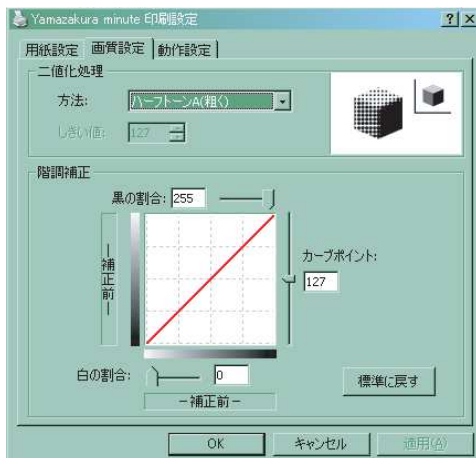 Yamazakura minute 印刷設定
用紙設定 画質設定 動作設定
二値化処理
方法: ハーフトーンA(粗く)
しきい値: 127
階調補正
黒の割合: 255
－補正前－
カーブポイント:
127
白の割合: 0
－補正前－
標準に戻す
OK キャンセル 適用(A)